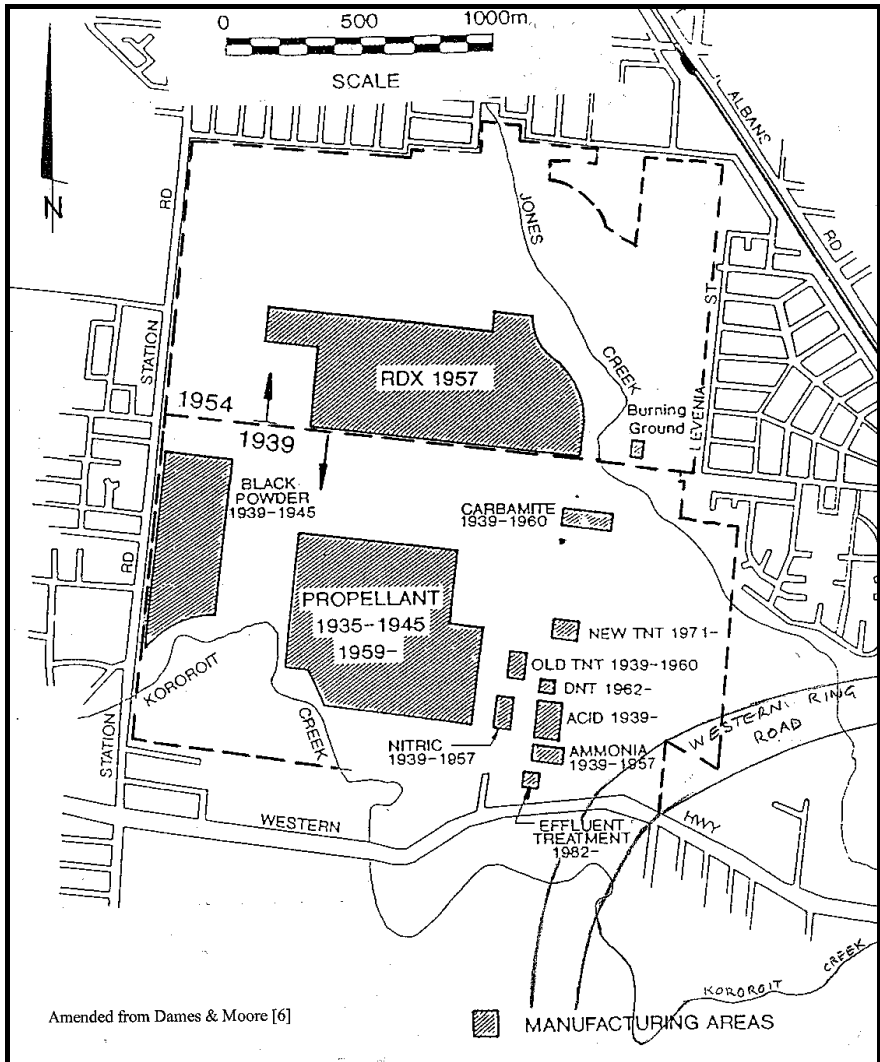 0 500 1000m
SCALE
N
ST. ALBANS RD
STATION RD
JONES CREEK
LEVENIA ST
RDX 1957
Burning
Ground
1954
1939
BLACK
POWDER
1939-1945
CARBAMITE
1939-1960
PROPELLANT
1935-1945
1959-
NEW TNT 1971-
OLD TNT 1939-1960
DNT 1962-
ACID 1939-
NITRIC
1939-1957
AMMONIA
1939-1957
EFFLUENT
TREATMENT
1982-
KOROROIT CREEK
STATION RD
WESTERN HWY
WESTERN RING
ROAD
KOROROIT CREEK
Amended from Dames & Moore [6]
MANUFACTURING AREAS